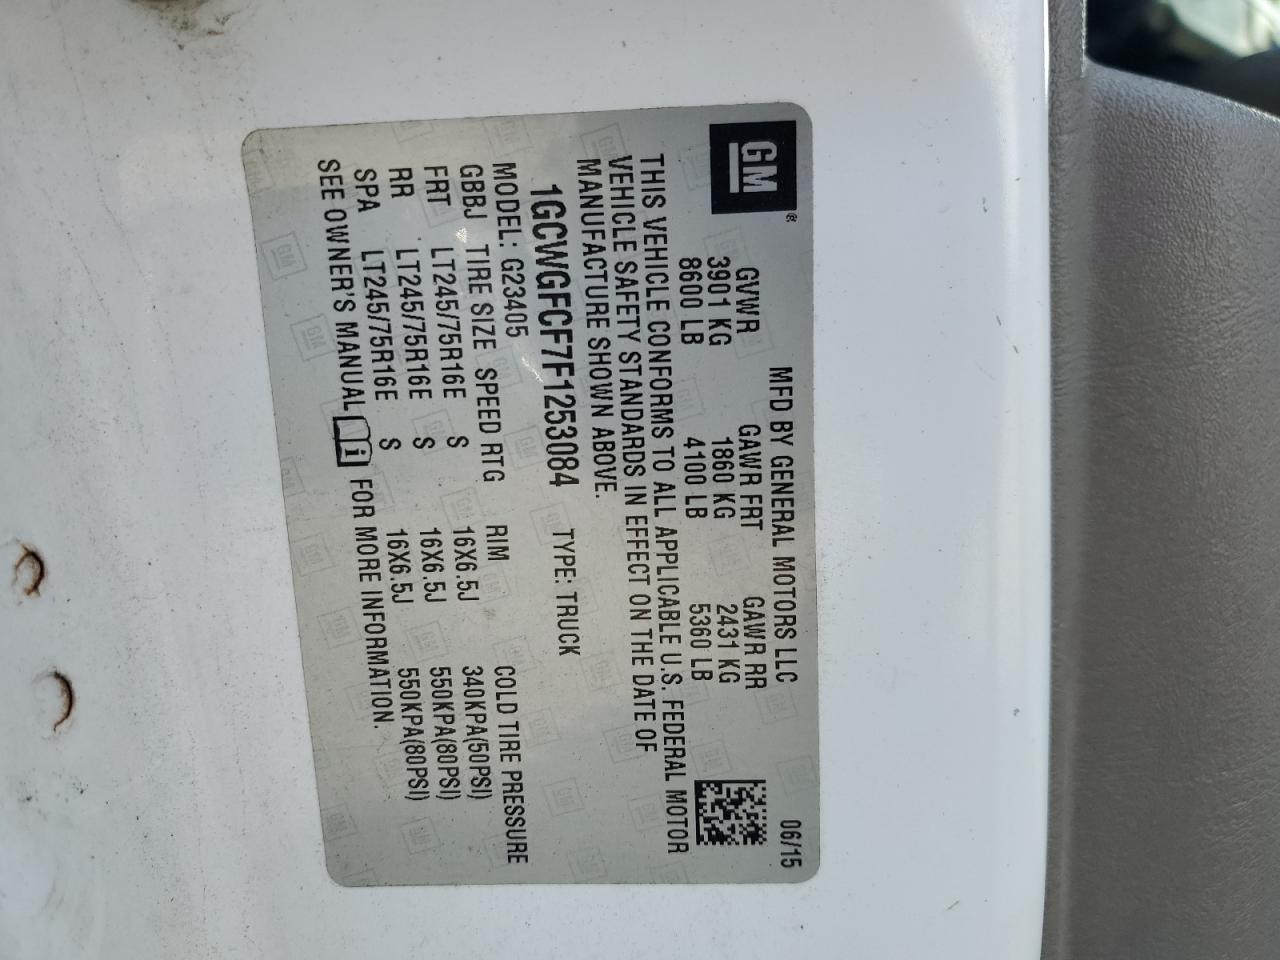 GM®
MFD BY GENERAL MOTORS LLC 06/15
GVWR GAWR FRT GAWR RR
3901 KG 1860 KG 2431 KG
8600 LB 4100 LB 5360 LB
THIS VEHICLE CONFORMS TO ALL APPLICABLE U.S. FEDERAL MOTOR
VEHICLE SAFETY STANDARDS IN EFFECT ON THE DATE OF
MANUFACTURE SHOWN ABOVE.
1GCWGFCF7F1253084 TYPE: TRUCK
MODEL: G23405
GBBJ TIRE SIZE SPEED RTG RIM COLD TIRE PRESSURE
FRT LT245/75R16E S 16X6.5J 340KPA(50PSI)
RR LT245/75R16E S 16X6.5J 550KPA(80PSI)
SPA LT245/75R16E S 16X6.5J 550KPA(80PSI)
SEE OWNER'S MANUAL i FOR MORE INFORMATION.